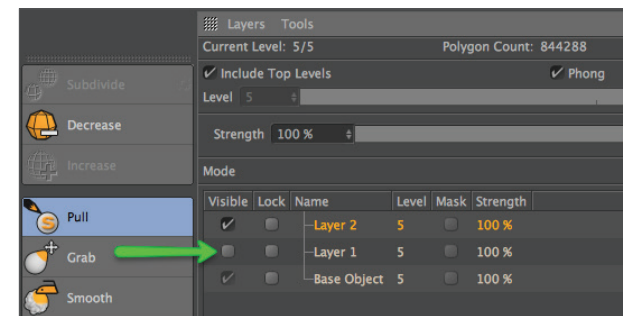 Layers Tools
Current Level: 5/5 Polygon Count: 844288
Include Top Levels Phong
Level 5
Strength 100 %
Mode
Visible Lock Name Level Mask Strength
Layer 2 5 100 %
Layer 1 5 100 %
Base Object 5 100 %
Subdivide
Decrease
Increase
Pull
Grab
Smooth